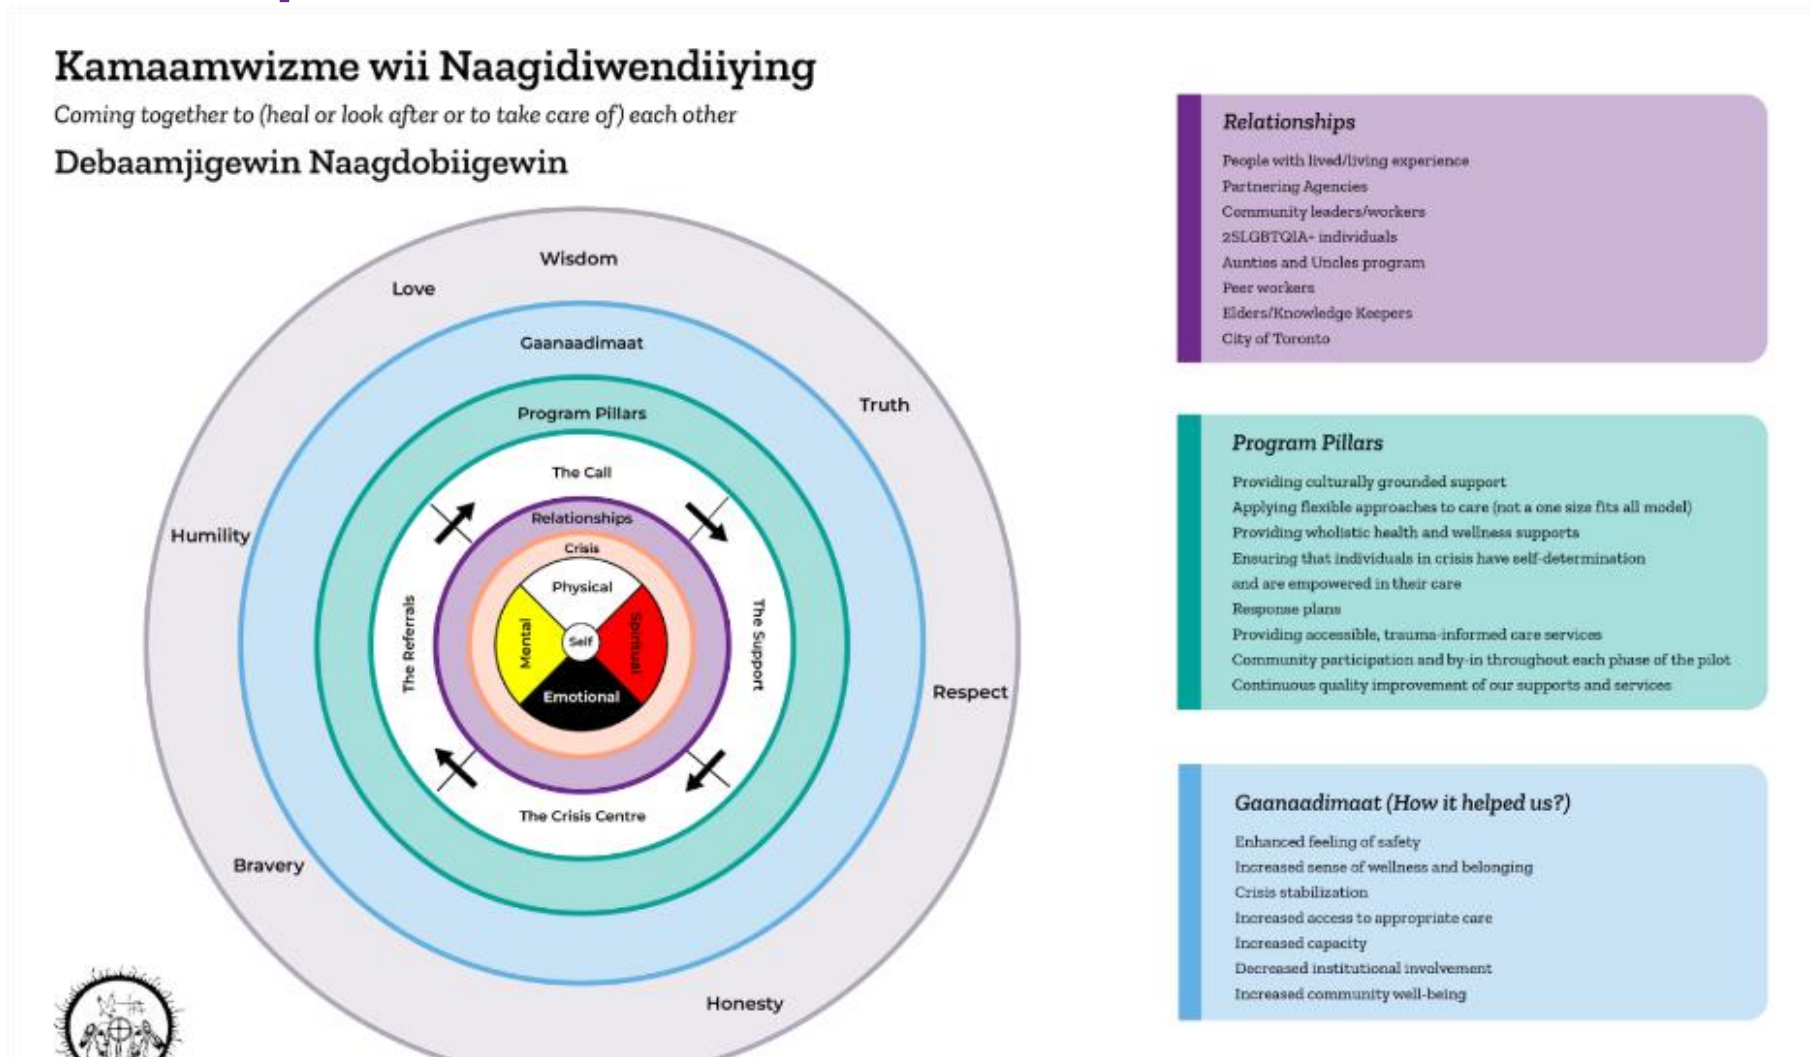 Kamaamwizme wii Naagidiwendiiying
Coming together to (heal or look after or to take care of) each other
Debaamjigewin Naagdobiigewin
Wisdom
Love
Truth
Humility
Respect
Bravery
Honesty
Gaanaadimaat
Program Pillars
The Call
The Support
The Crisis Centre
The Referrals
Relationships
Crisis
Physical
Mental
Self
Spiritual
Emotional
Relationships
People with lived/living experience
Partnering Agencies
Community leaders/workers
2SLGBTQIA+ individuals
Aunties and Uncles program
Peer workers
Elders/Knowledge Keepers
City of Toronto
Program Pillars
Providing culturally grounded support
Applying flexible approaches to care (not a one size fits all model)
Providing wholistic health and wellness supports
Ensuring that individuals in crisis have self-determination
and are empowered in their care
Response plans
Providing accessible, trauma-informed care services
Community participation and by-in throughout each phase of the pilot
Continuous quality improvement of our supports and services
Gaanaadimaat (How it helped us?)
Enhanced feeling of safety
Increased sense of wellness and belonging
Crisis stabilization
Increased access to appropriate care
Increased capacity
Decreased institutional involvement
Increased community well-being